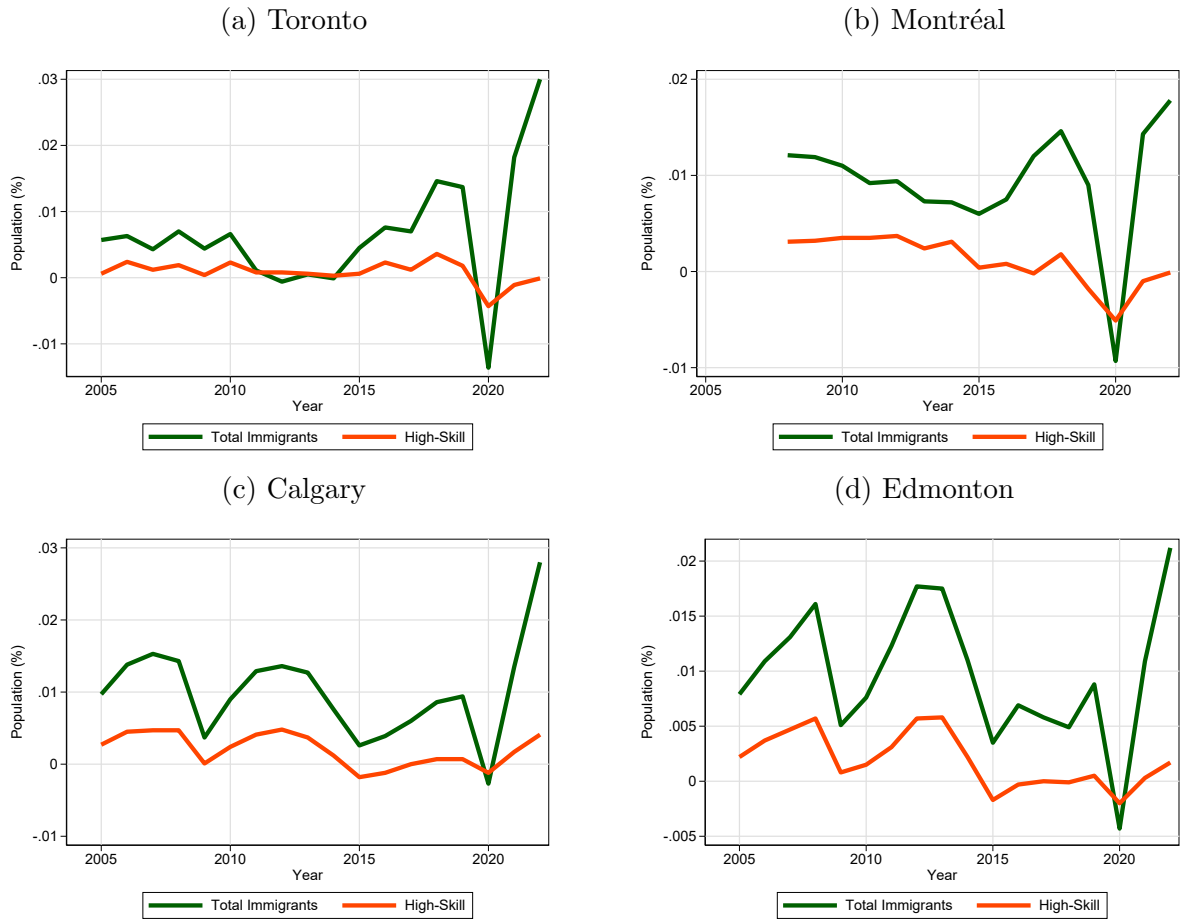 (a) Toronto
.03
.02
.01
0
-.01
Population (%)
2005 2010 2015 2020
Year
Total Immigrants High-Skill
(b) Montréal
.02
.01
0
-.01
Population (%)
2005 2010 2015 2020
Year
Total Immigrants High-Skill
(c) Calgary
.03
.02
.01
0
-.01
Population (%)
2005 2010 2015 2020
Year
Total Immigrants High-Skill
(d) Edmonton
.02
.015
.01
.005
0
-.005
Population (%)
2005 2010 2015 2020
Year
Total Immigrants High-Skill